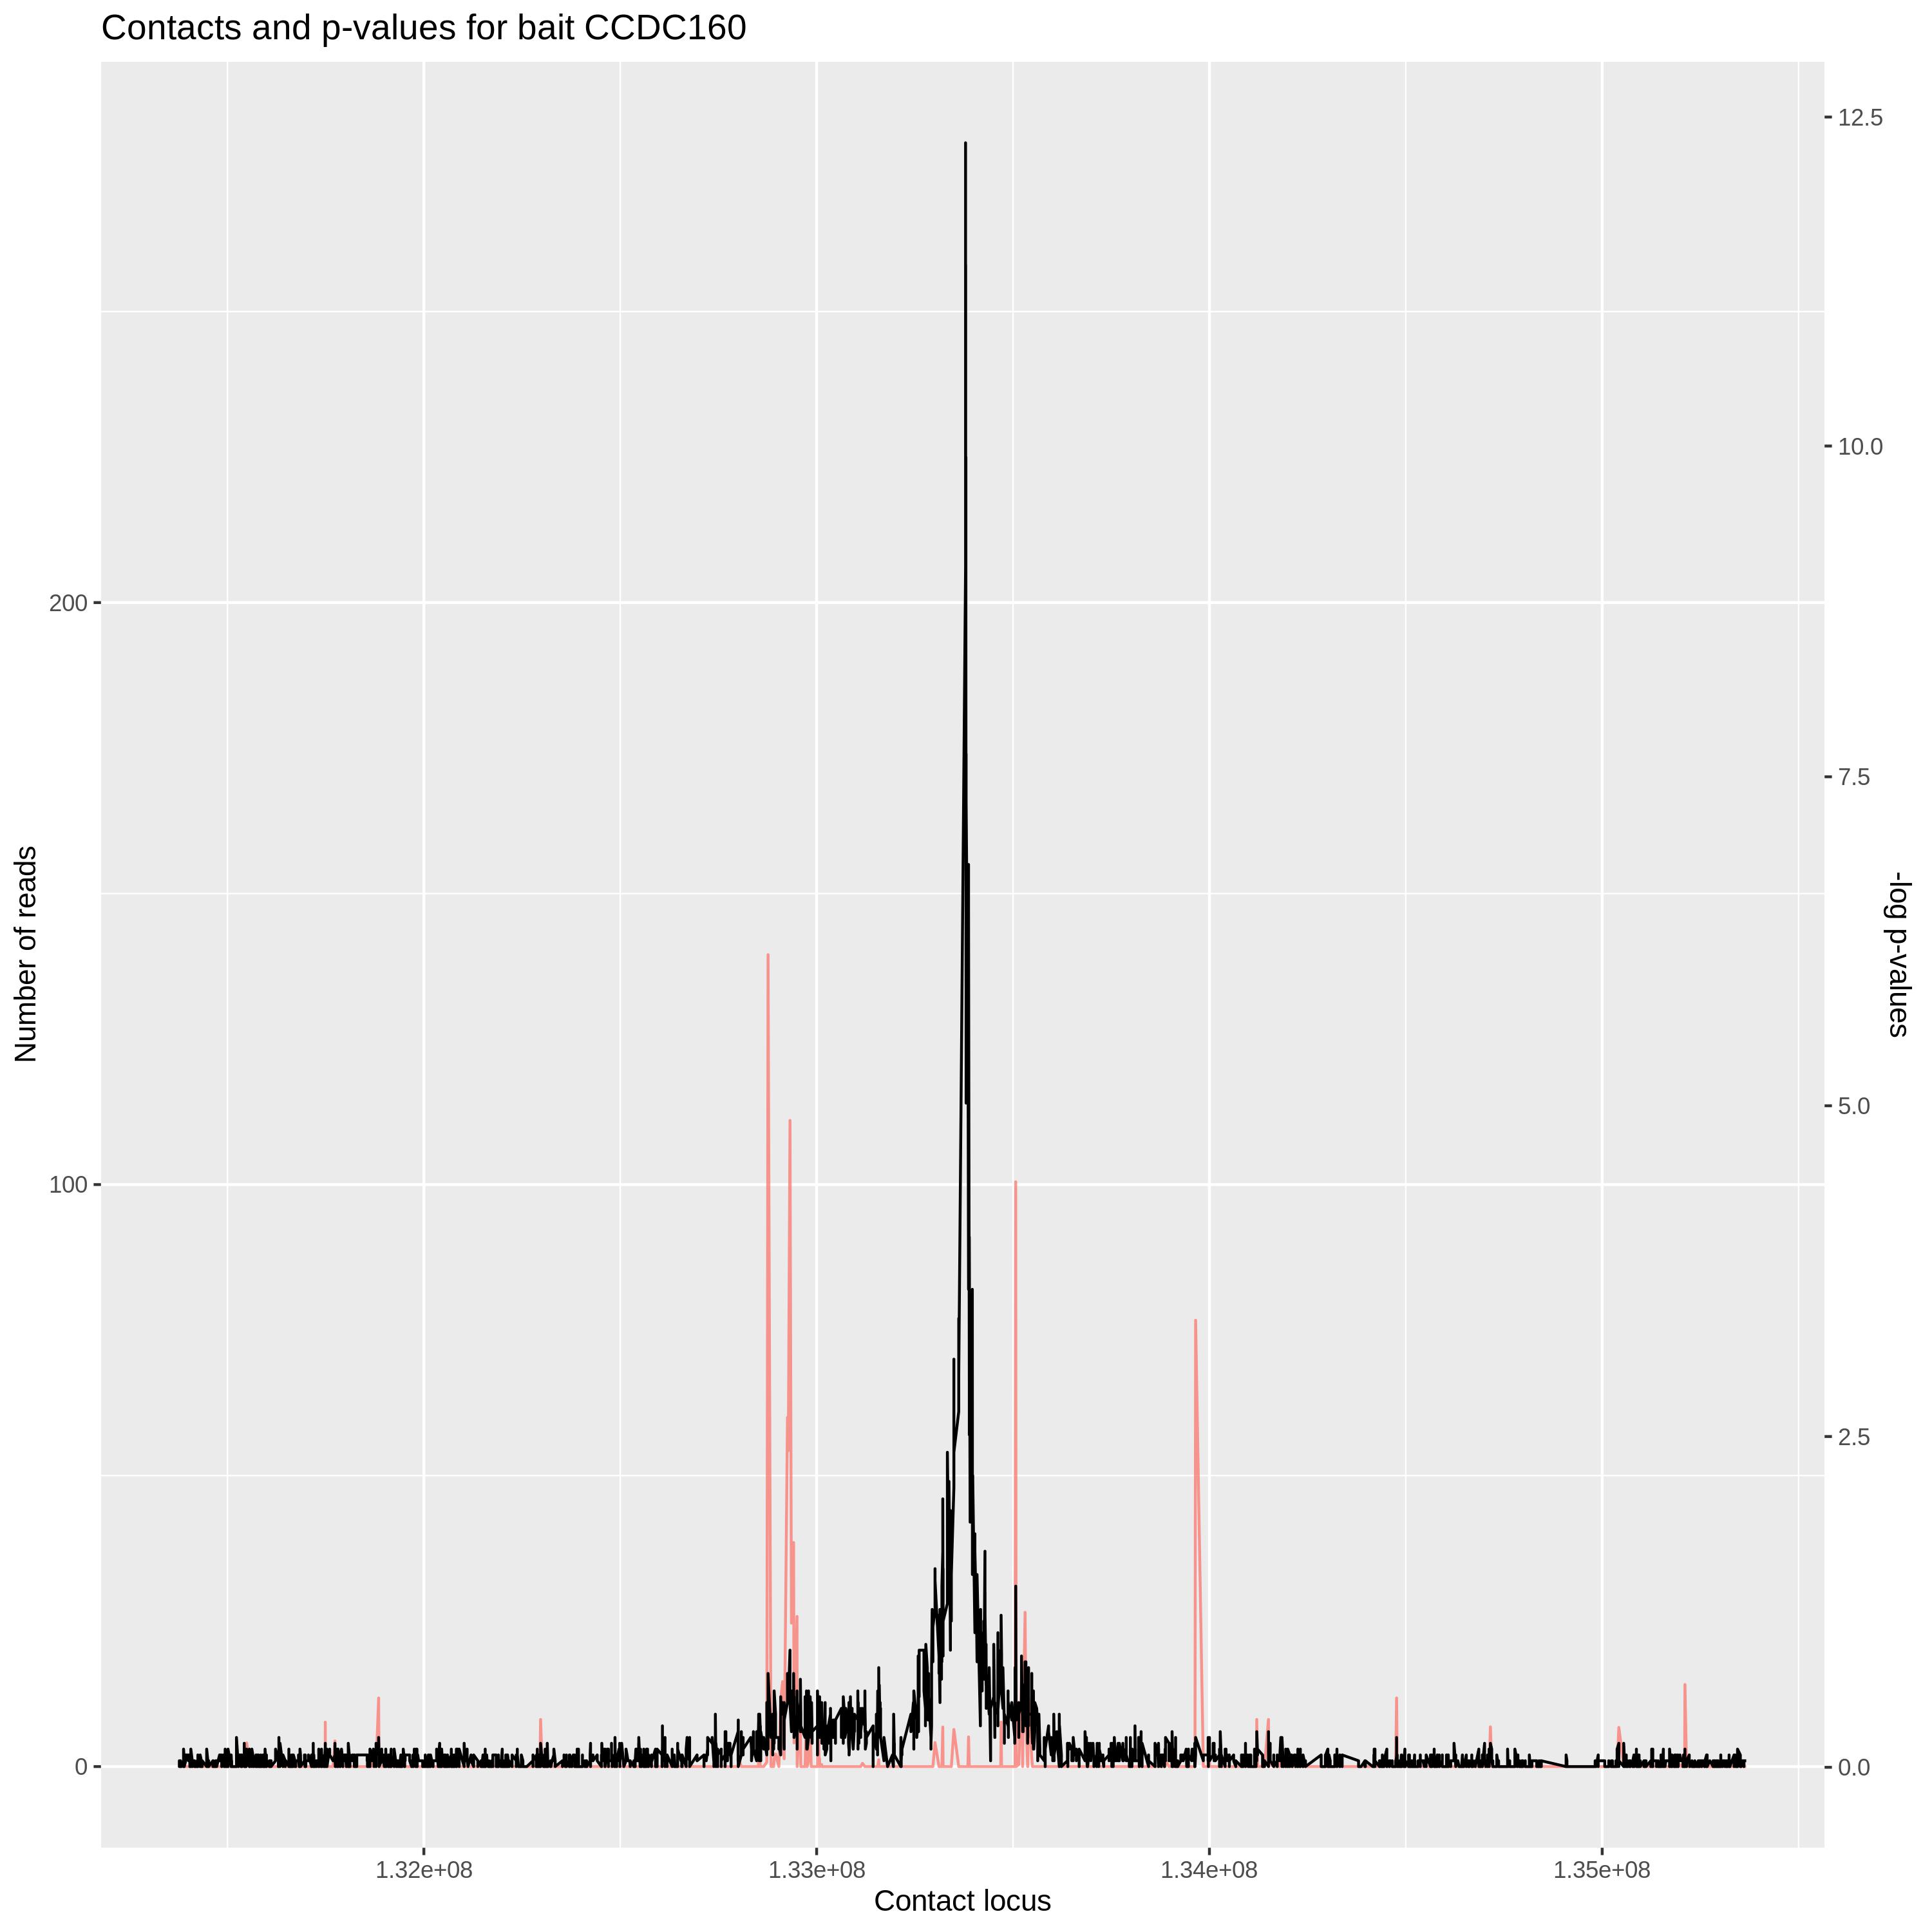 Contacts and p-values for bait CCDC160
12.5
10.0
200
7.5
Number of reads
-log p-values
5.0
100
2.5
0
0.0
1.32e+08 1.33e+08 1.34e+08 1.35e+08
Contact locus